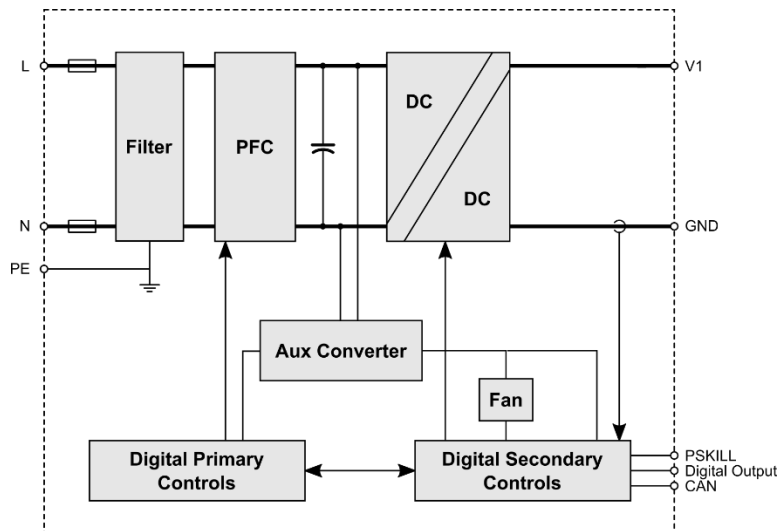 L
V1
DC
Filter
PFC
DC
N
GND
PE
Aux Converter
Fan
Digital Primary
Controls
Digital Secondary
Controls
PSKILL
Digital Output
CAN